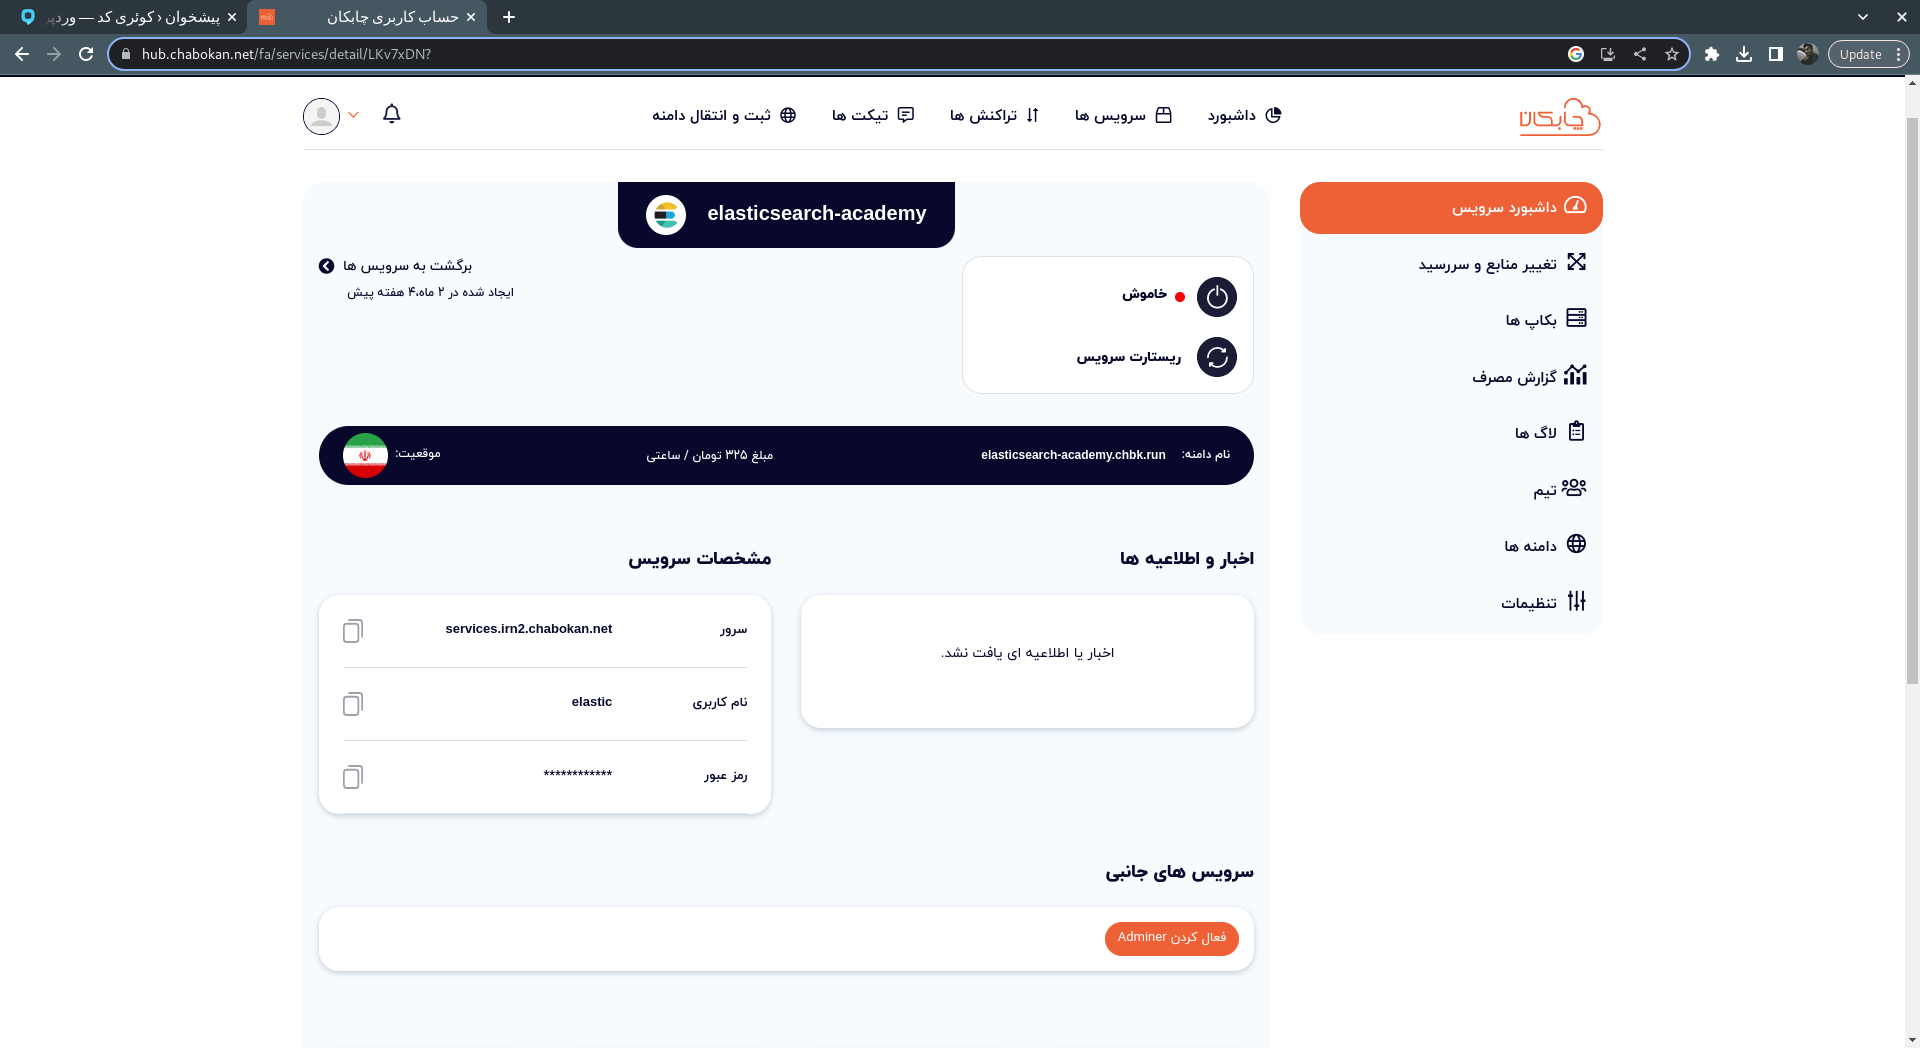 پیشخوان ‹ کوئری کد — وردپر
حساب کاربری چابکان
hub.chabokan.net/fa/services/detail/LKv7xDN?
Update
چابکان
داشبورد
سرویس ها
تراکنش ها
تیکت ها
ثبت و انتقال دامنه
داشبورد سرویس
تغییر منابع و سررسید
بکاپ ها
گزارش مصرف
لاگ ها
تیم
دامنه ها
تنظیمات
elasticsearch-academy
برگشت به سرویس ها
ایجاد شده در ۲ ماه،۴ هفته پیش
خاموش
ریستارت سرویس
نام دامنه: elasticsearch-academy.chbk.run
مبلغ ۳۲۵ تومان / ساعتی
موقعیت:
اخبار و اطلاعیه ها
اخبار یا اطلاعیه ای یافت نشد.
مشخصات سرویس
سرور services.irn2.chabokan.net
نام کاربری elastic
رمز عبور ************
سرویس های جانبی
فعال کردن Adminer